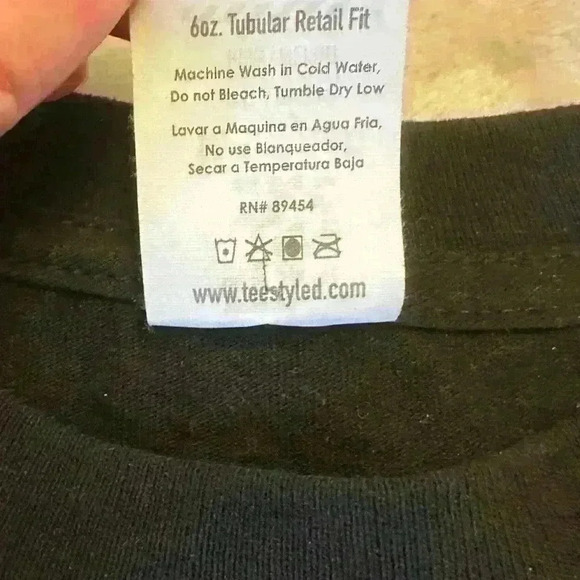 6oz. Tubular Retail Fit
Machine Wash in Cold Water,
Do not Bleach, Tumble Dry Low
Lavar a Maquina en Agua Fria,
No use Blanqueador,
Secar a Temperatura Baja
RN# 89454
www.teestyled.com